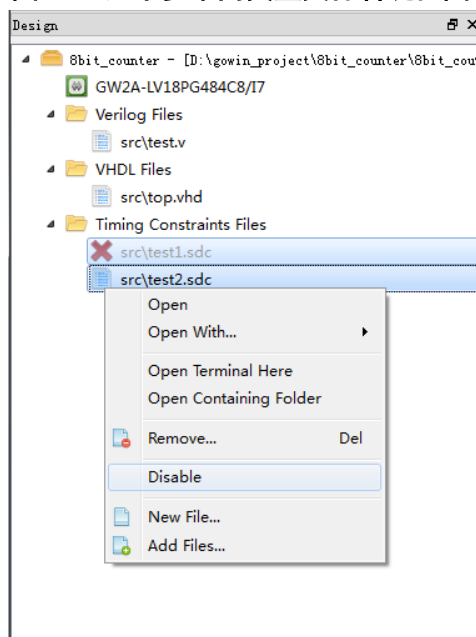 Design
8bit_counter - [D:\gowin_project\8bit_counter\8bit_cou
GW2A-LV18PG484C8/I7
Verilog Files
src\test.v
VHDL Files
src\top.vhd
Timing Constraints Files
src\test1.sdc
src\test2.sdc
Open
Open With...
Open Terminal Here
Open Containing Folder
Remove... Del
Disable
New File...
Add Files...